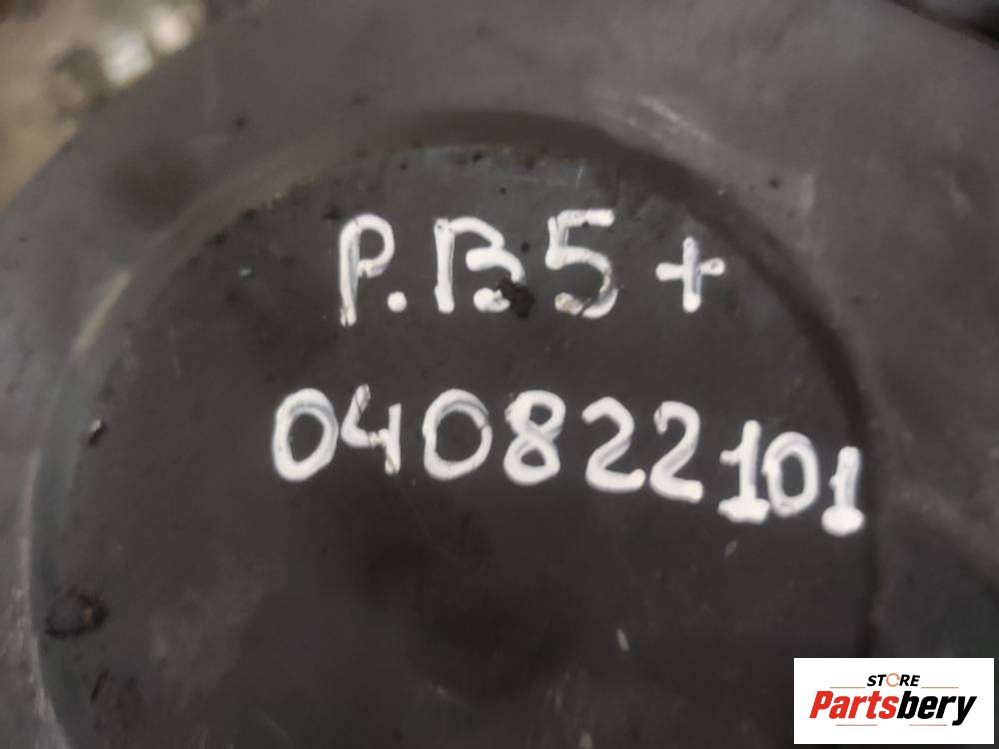 P.B5+
040822101
STORE
Partsbery